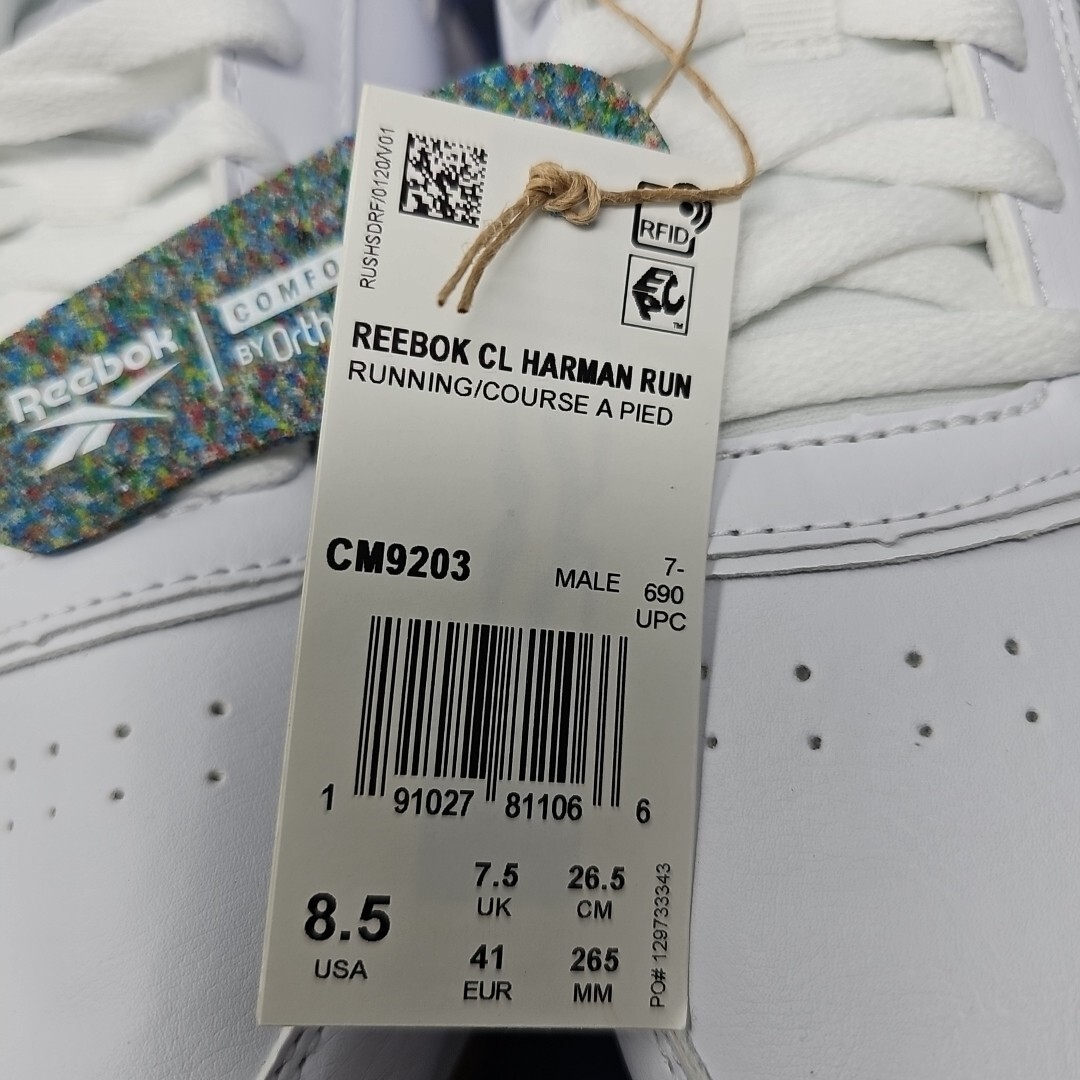 RUSHSDRF/0120/V01
RFID
EPC
TM
Reebok
COMFO
BY Orth
REEBOK CL HARMAN RUN
RUNNING/COURSE A PIED
CM9203
MALE
7-
690
UPC
1 91027 81106 6
8.5
USA
7.5
UK
26.5
CM
41
EUR
265
MM
PO# 129733343